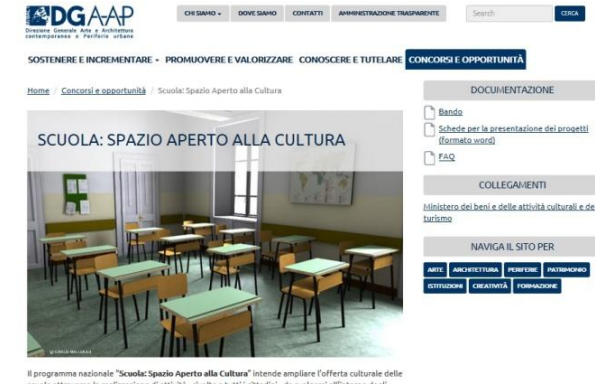 DGAAP
Direzione Generale Arte e Architettura
contemporanee e Periferie urbane
CHI SIAMO
DOVE SIAMO
CONTATTI
AMMINISTRAZIONE TRASPARENTE
Search
CERCA
SOSTENERE E INCREMENTARE PROMUOVERE E VALORIZZARE CONOSCERE E TUTELARE CONCORSI E OPPORTUNITÀ
Home / Concorsi e opportunità / Scuola: Spazio Aperto alla Cultura
SCUOLA: SPAZIO APERTO ALLA CULTURA
Il programma nazionale "Scuola: Spazio Aperto alla Cultura" intende ampliare l'offerta culturale delle
DOCUMENTAZIONE
Bando
Schede per la presentazione dei progetti
(formato word)
FAQ
COLLEGAMENTI
Ministero dei beni e delle attività culturali e de
turismo
NAVIGA IL SITO PER
ARTE ARCHITETTURA PERIFERIE PATRIMONIO
ISTITUZIONI CREATIVITÀ FORMAZIONE